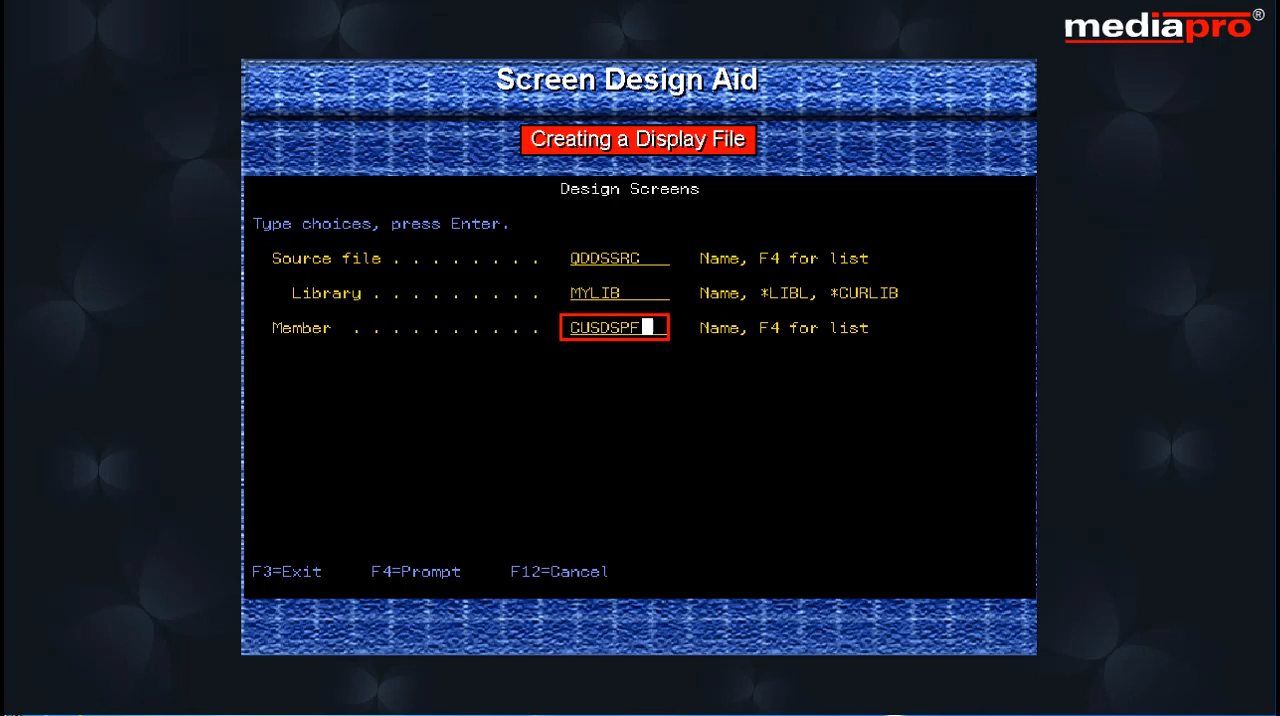 mediapro®
Screen Design Aid
Creating a Display File
Design Screens
Type choices, press Enter.
Source file . . . . . . . . QDDSSRC Name, F4 for list
Library . . . . . . . . . MYLIB Name, *LIBL, *CURLIB
Member . . . . . . . . . . CUSDSPF Name, F4 for list
F3=Exit F4=Prompt F12=Cancel